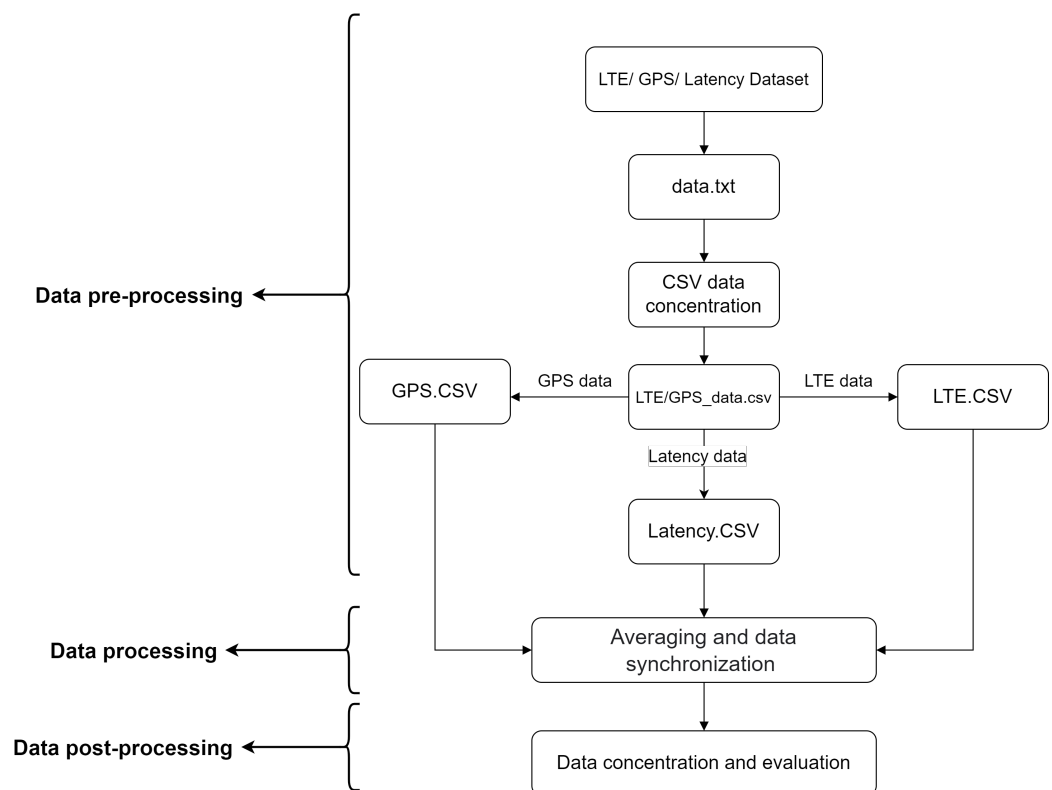 LTE/ GPS/ Latency Dataset
data.txt
CSV data
concentration
Data pre-processing
GPS data
LTE data
GPS.CSV
LTE/GPS_data.csv
LTE.CSV
Latency data
Latency.CSV
Averaging and data
synchronization
Data processing
Data post-processing
Data concentration and evaluation